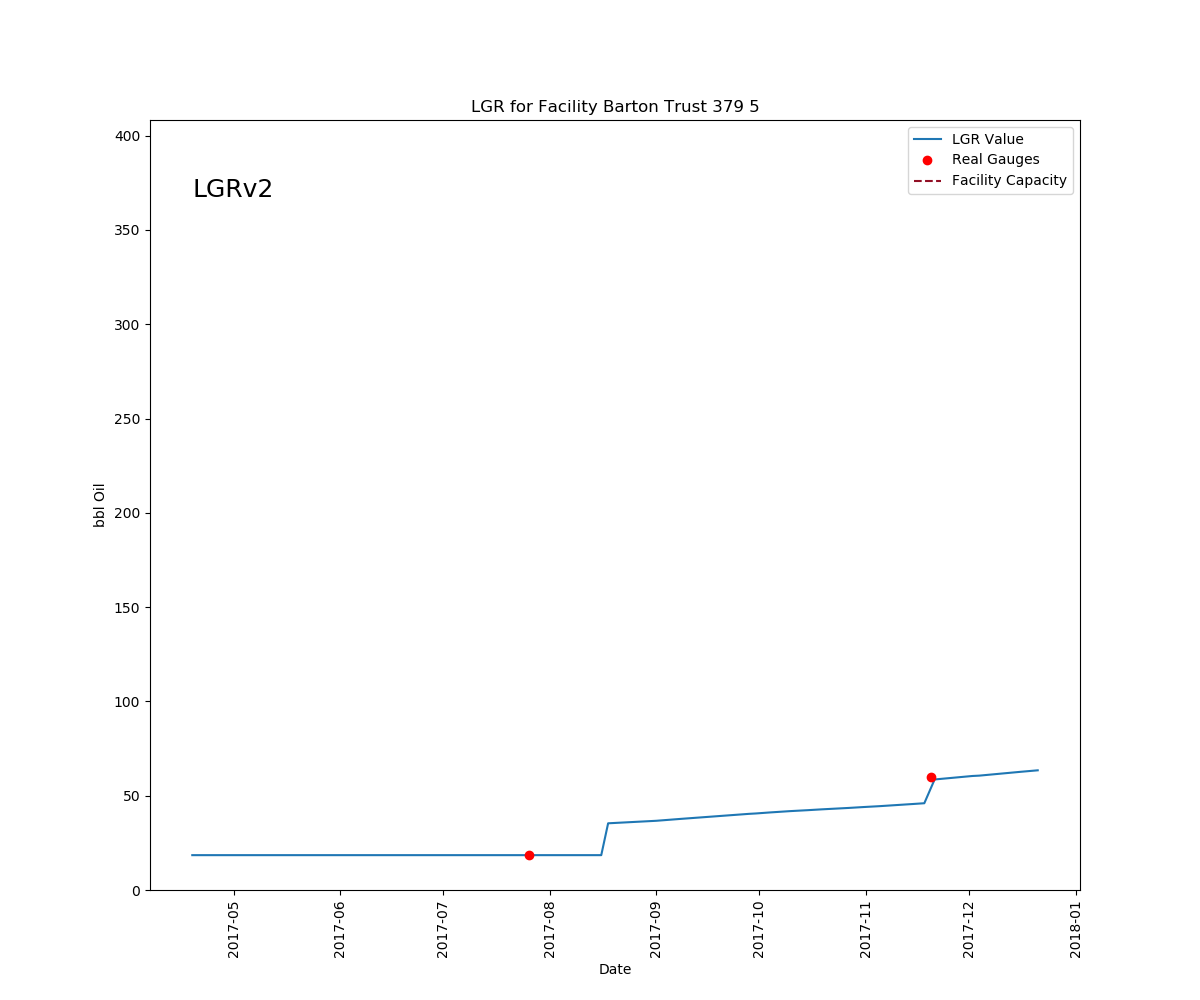 LGR for Facility Barton Trust 379 5
LGR Value
Real Gauges
Facility Capacity
LGRv2
400
350
300
250
200
150
100
50
0
bbl Oil
2017-05
2017-06
2017-07
2017-08
2017-09
2017-10
2017-11
2017-12
2018-01
Date